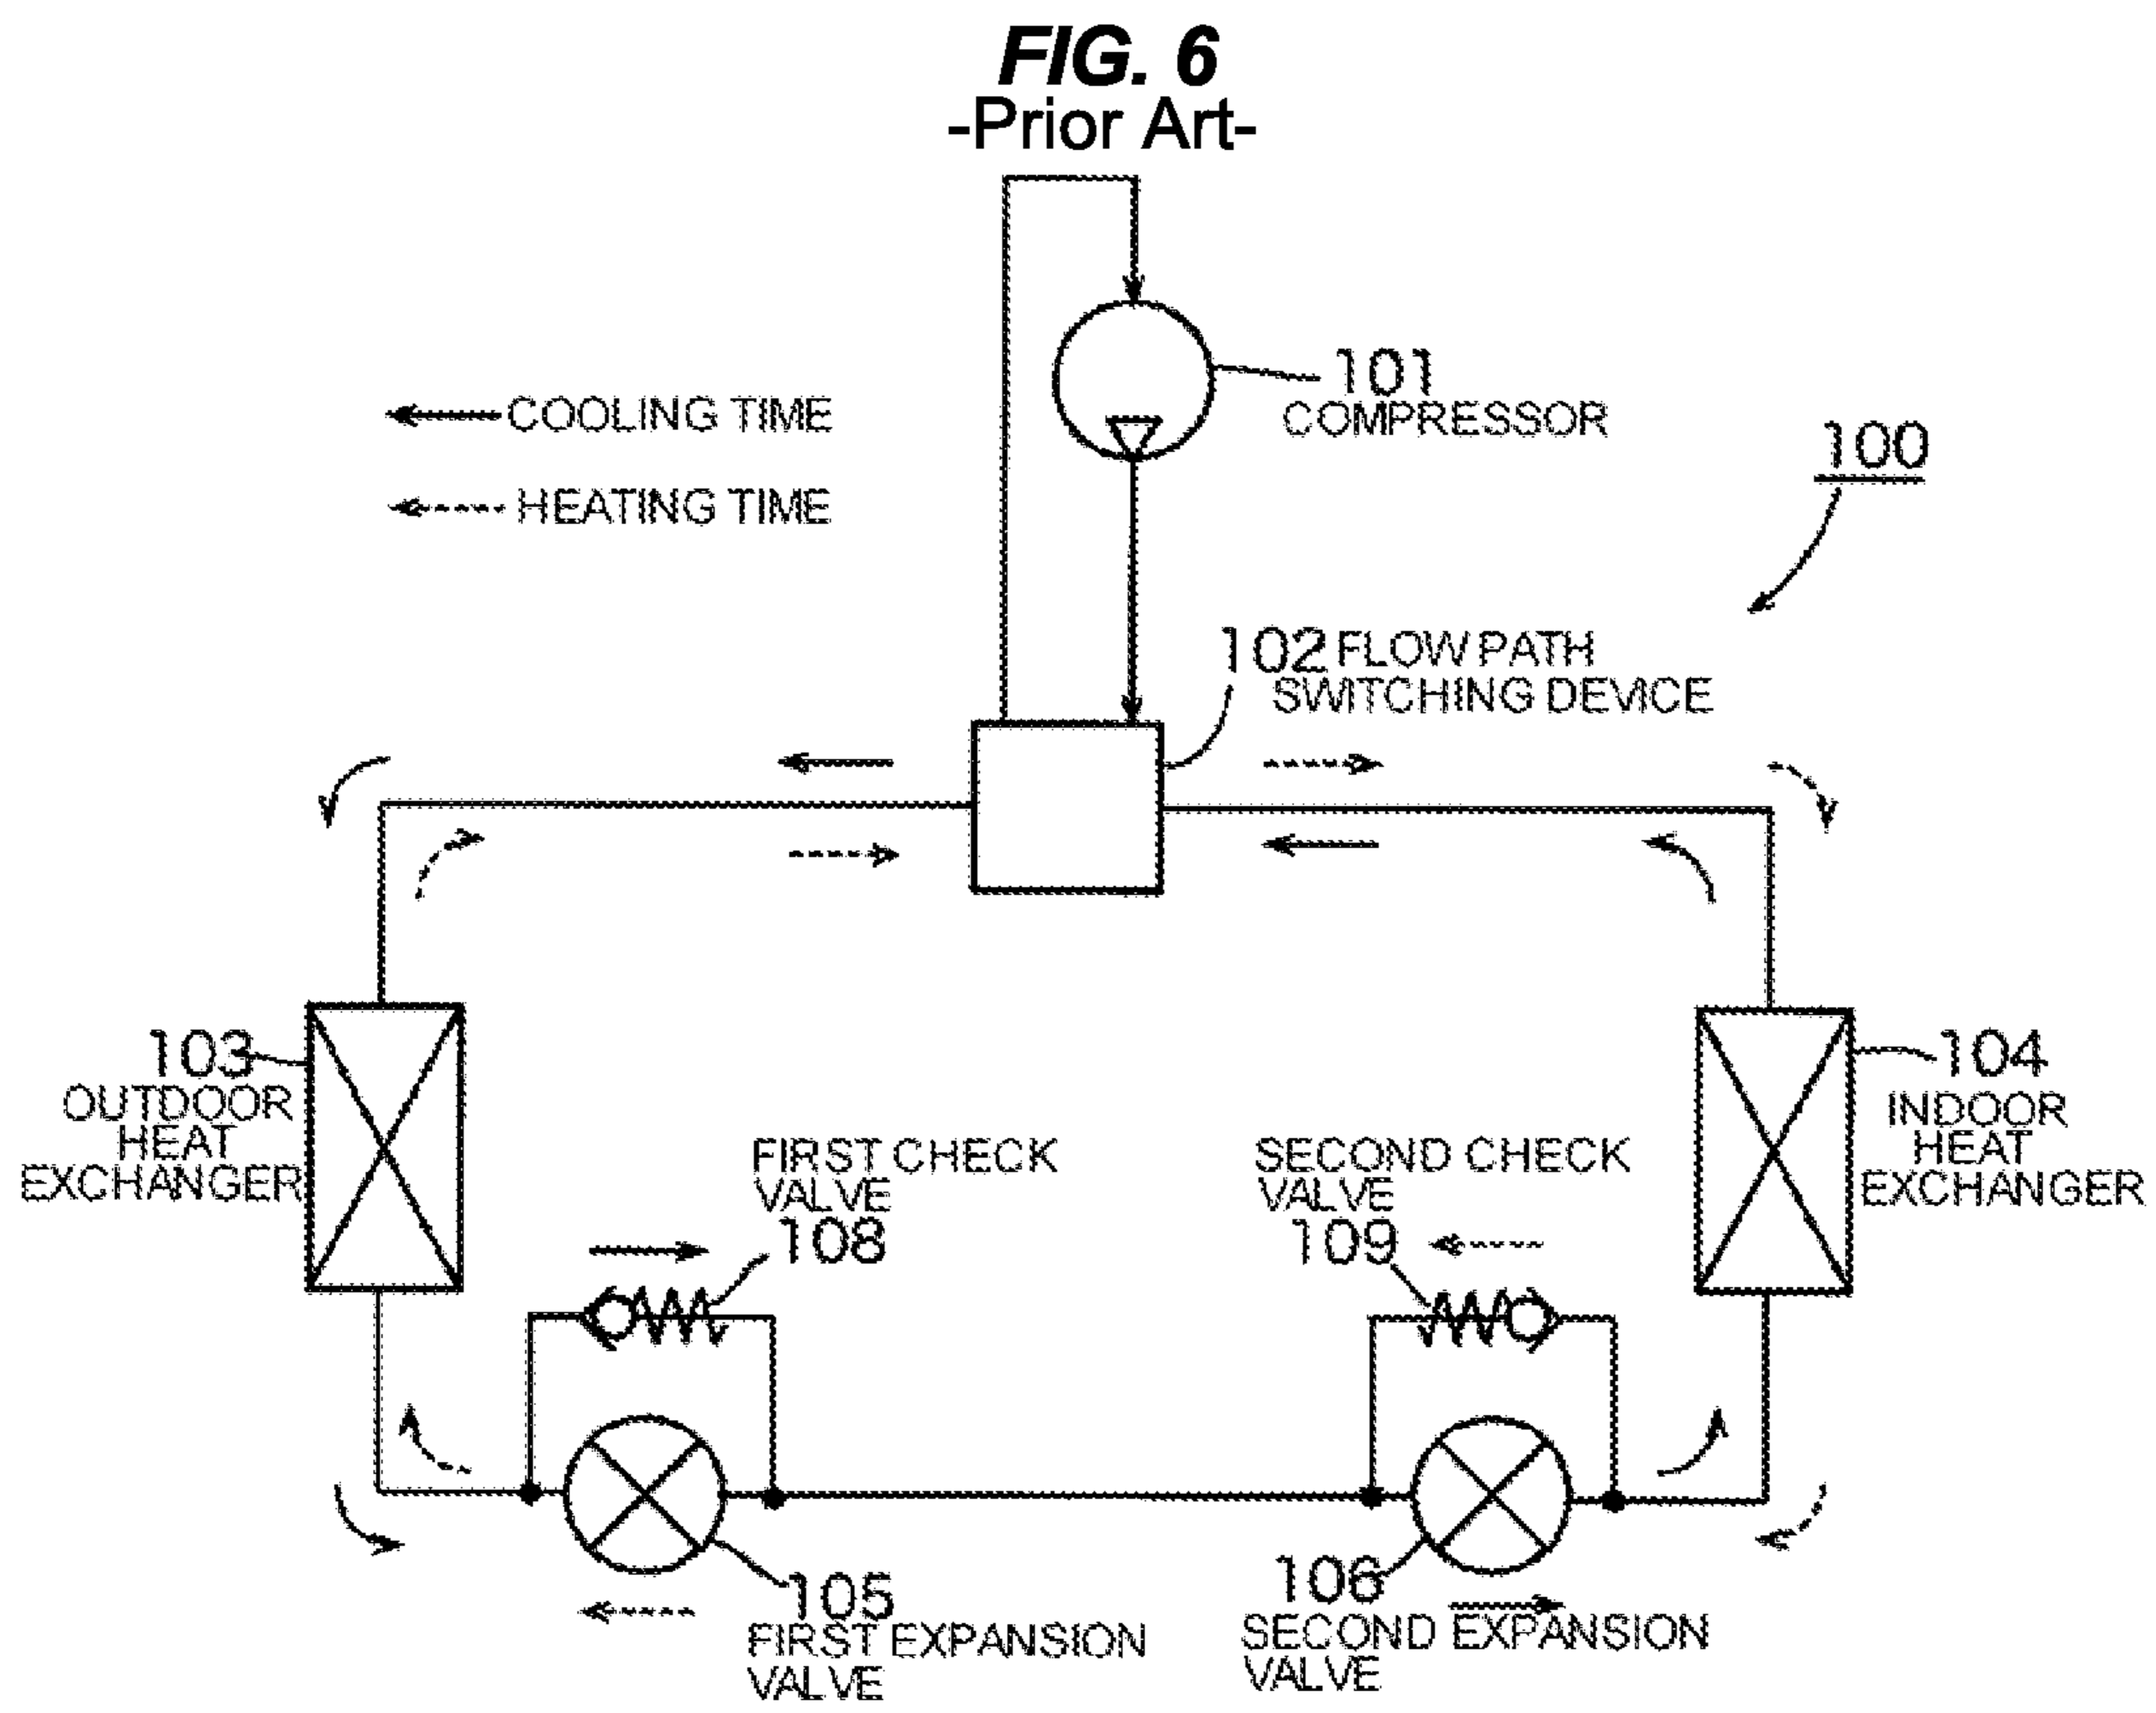 FIG. 6
-Prior Art-
101
COMPRESSOR
COOLING TIME
HEATING TIME
100
102 FLOW PATH
SWITCHING DEVICE
103
OUTDOOR
HEAT
EXCHANGER
104
INDOOR
HEAT
EXCHANGER
FIRST CHECK
VALVE
108
SECOND CHECK
VALVE
109
105
FIRST EXPANSION
VALVE
106
SECOND EXPANSION
VALVE